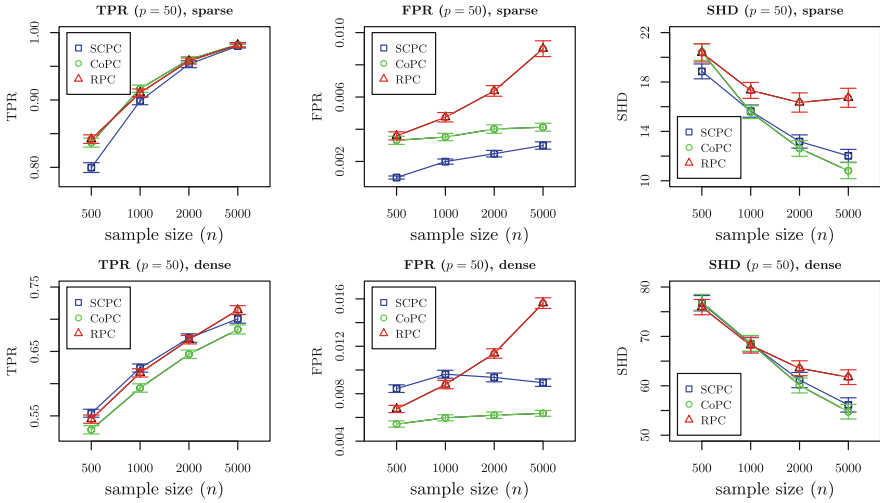 TPR (p = 50), sparse
TPR
1.00
0.90
0.80
SCPC
CoPC
RPC
500 1000 2000 5000
sample size (n)
FPR (p = 50), sparse
FPR
0.010
0.006
0.002
SCPC
CoPC
RPC
500 1000 2000 5000
sample size (n)
SHD (p = 50), sparse
SHD
22
18
14
10
SCPC
CoPC
RPC
500 1000 2000 5000
sample size (n)
TPR (p = 50), dense
TPR
0.75
0.65
0.55
SCPC
CoPC
RPC
500 1000 2000 5000
sample size (n)
FPR (p = 50), dense
FPR
0.016
0.012
0.008
0.004
SCPC
CoPC
RPC
500 1000 2000 5000
sample size (n)
SHD (p = 50), dense
SHD
80
70
60
50
SCPC
CoPC
RPC
500 1000 2000 5000
sample size (n)